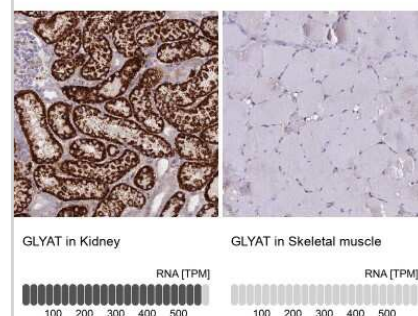 GLYAT in Kidney
RNA [TPM]
100 200 300 400 500
GLYAT in Skeletal muscle
RNA [TPM]
100 200 300 400 500